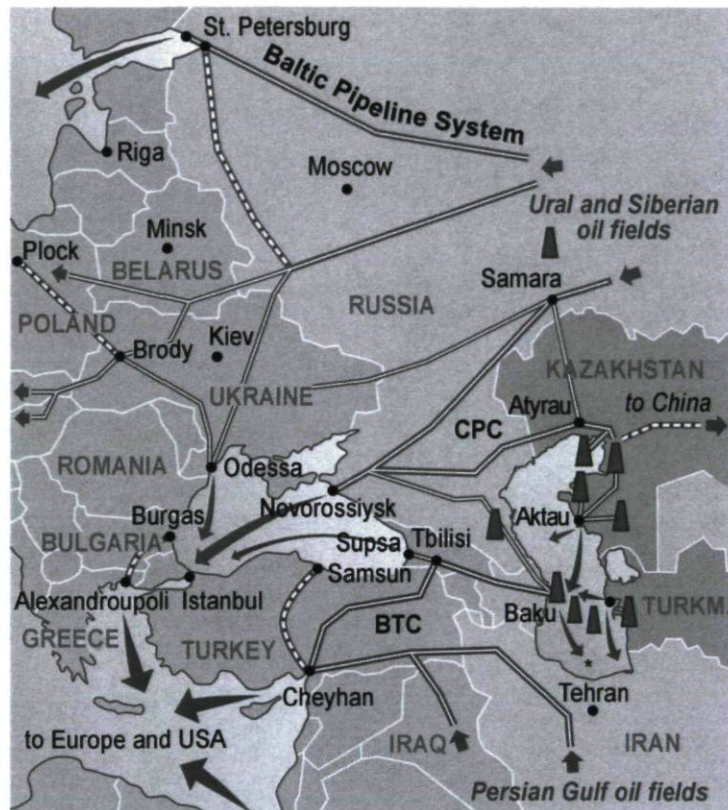 St. Petersburg
Baltic Pipeline System
Riga
Moscow
Ural and Siberian
oil fields
Minsk
Plock
BELARUS
Samara
RUSSIA
POLAND
Kiev
Brody
KAZAKHSTAN
UKRAINE
Atyrau
to China
CPC
ROMANIA
Odessa
Novorossiysk
Aktau
Burgas
BULGARIA
Supsa
Tbilisi
Samsun
Alexandroupoli
Istanbul
Baku
TURKM
GREECE
TURKEY
BTC
Cheyhan
Tehran
to Europe and USA
IRAQ
IRAN
Persian Gulf oil fields